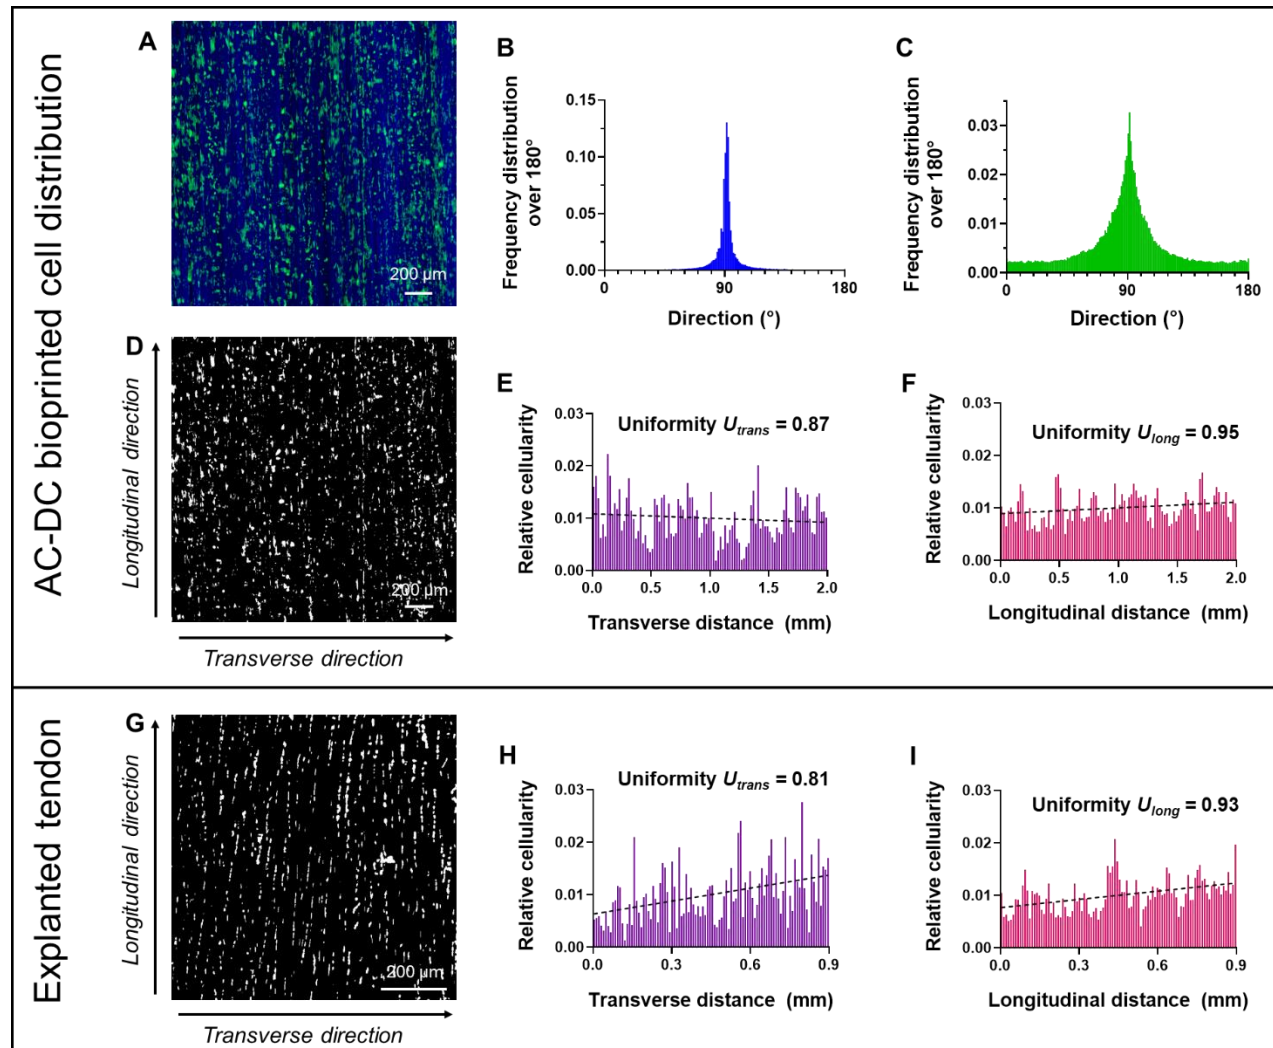 AC-DC bioprinted cell distribution
A
200 µm
B
Frequency distribution
over 180°
0.15
0.10
0.05
0.00
0
90
180
Direction (°)
C
Frequency distribution
over 180°
0.03
0.02
0.01
0.00
0
90
180
Direction (°)
D
Longitudinal direction
200 µm
Transverse direction
E
Relative cellularity
Uniformity Utrans = 0.87
0.03
0.02
0.01
0.00
0.0
0.5
1.0
1.5
2.0
Transverse distance (mm)
F
Relative cellularity
Uniformity Ulong = 0.95
0.03
0.02
0.01
0.00
0.0
0.5
1.0
1.5
2.0
Longitudinal distance (mm)
Explanted tendon
G
Longitudinal direction
200 µm
Transverse direction
H
Relative cellularity
Uniformity Utrans = 0.81
0.03
0.02
0.01
0.00
0.0
0.3
0.6
0.9
Transverse distance (mm)
I
Relative cellularity
Uniformity Ulong = 0.93
0.03
0.02
0.01
0.00
0.0
0.3
0.6
0.9
Longitudinal distance (mm)